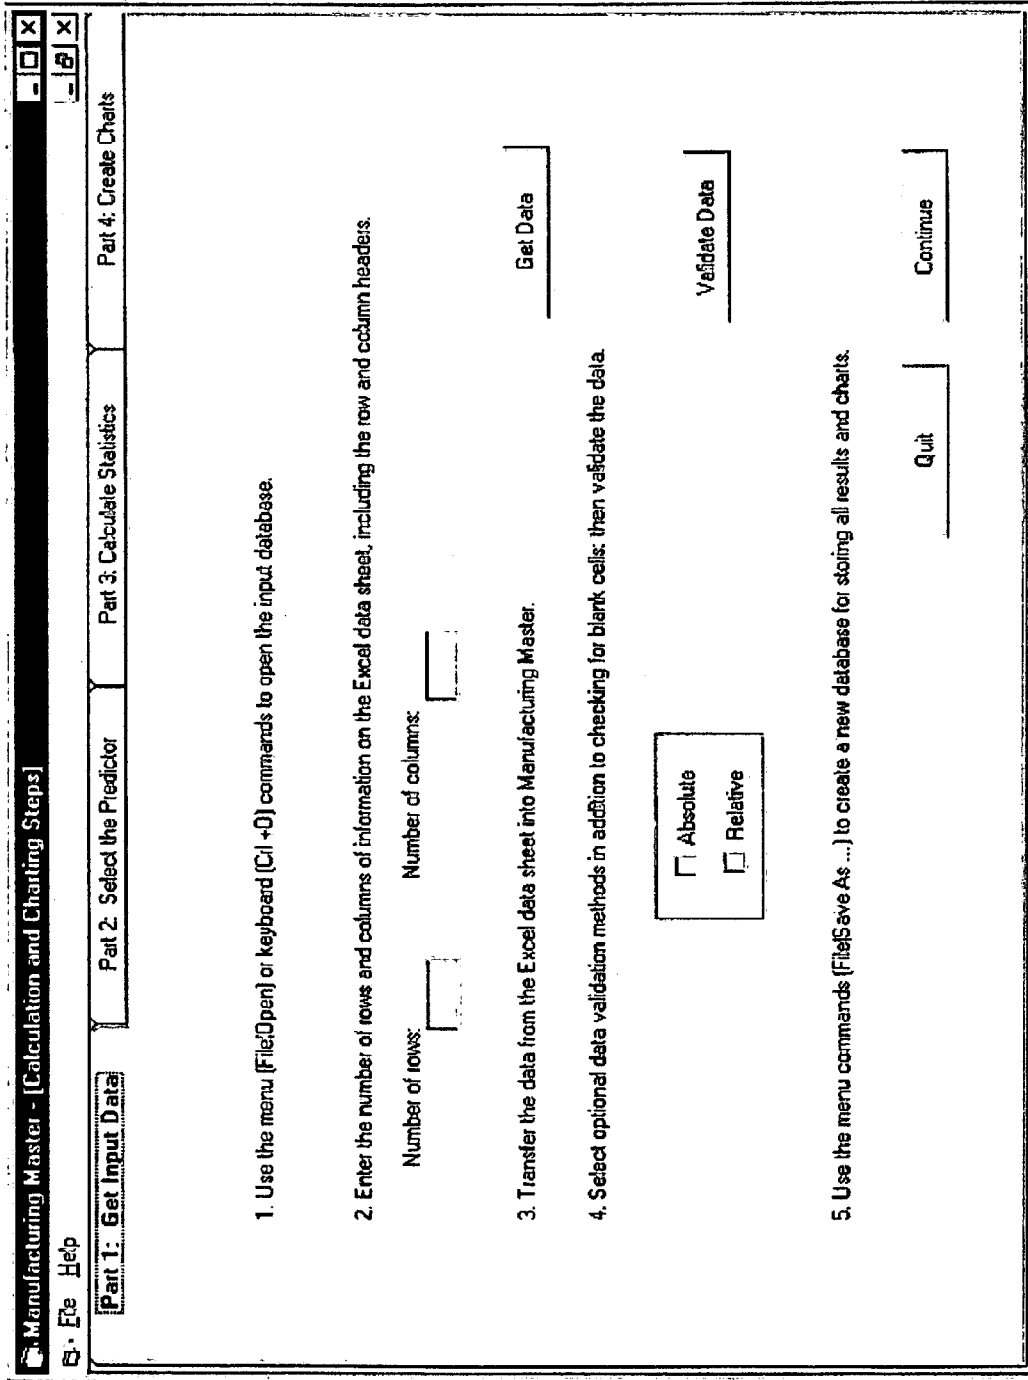 Manufacturing Master - [Calculation and Charting Steps]
File Help
Part 1: Get Input Data
Part 2: Select the Predictor
Part 3: Calculate Statistics
Part 4: Create Charts
1. Use the menu (File|Open) or keyboard (Ctl +O) commands to open the input database.
2. Enter the number of rows and columns of information on the Excel data sheet, including the row and column headers.
Number of rows:
Number of columns:
3. Transfer the data from the Excel data sheet into Manufacturing Master.
Get Data
4. Select optional data validation methods in addition to checking for blank cells: then validate the data.
Absolute
Relative
Validate Data
5. Use the menu commands (File|Save As ...) to create a new database for storing all results and charts.
Quit
Continue